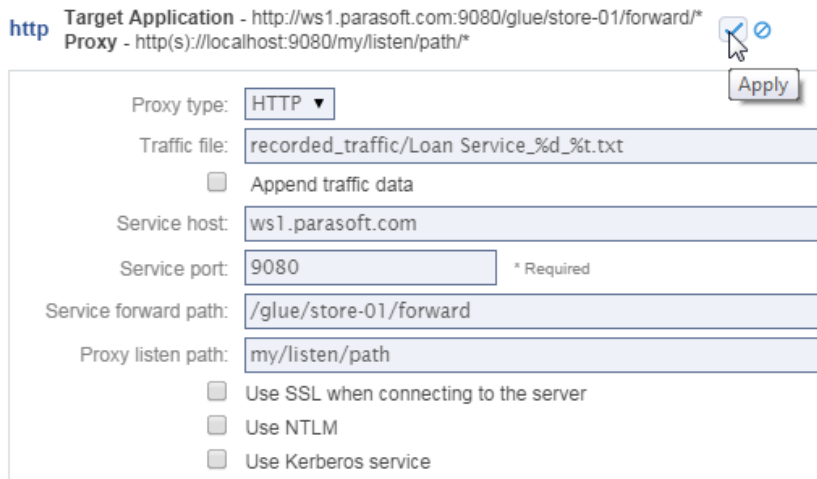 http Target Application - http://ws1.parasoft.com:9080/glue/store-01/forward/*
Proxy - http(s)://localhost:9080/my/listen/path/*
Apply
Proxy type: HTTP
Traffic file: recorded_traffic/Loan Service_%d_%t.txt
Append traffic data
Service host: ws1.parasoft.com
Service port: 9080 * Required
Service forward path: /glue/store-01/forward
Proxy listen path: my/listen/path
Use SSL when connecting to the server
Use NTLM
Use Kerberos service